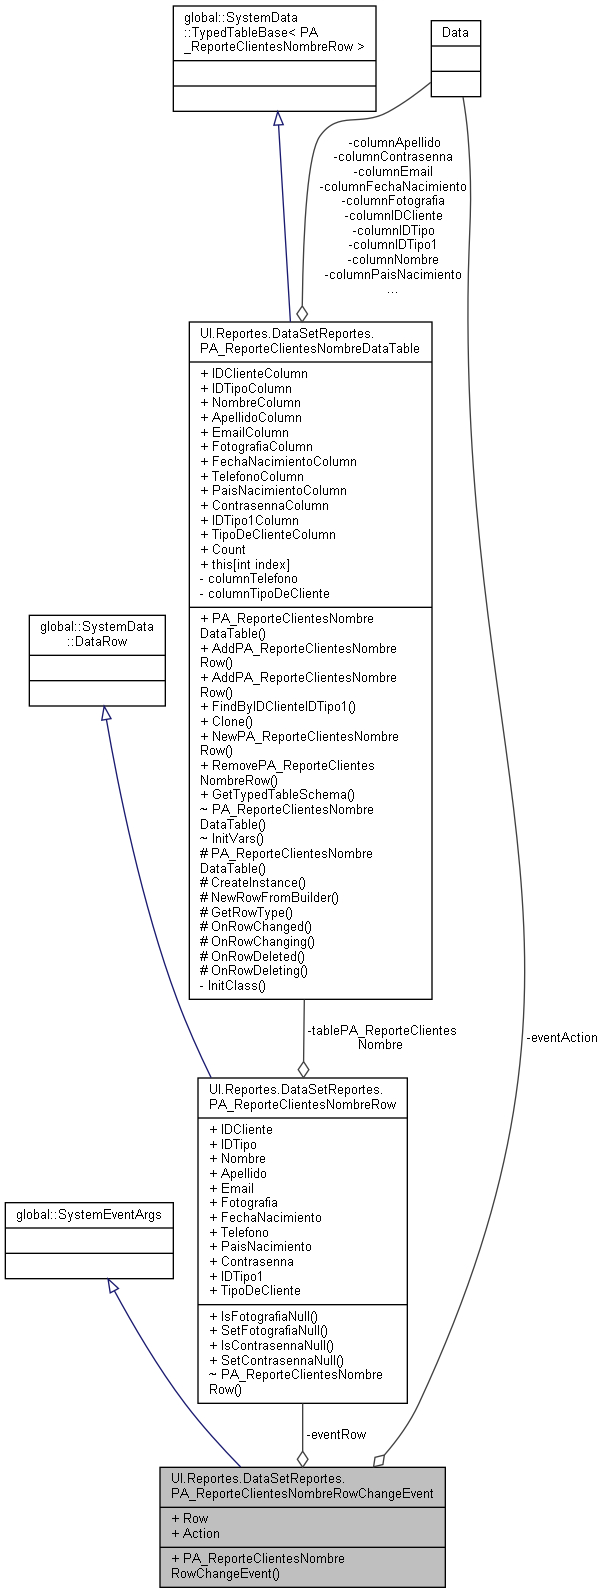 global::SystemData
::TypedTableBase< PA
_ReporteClientesNombreRow >
Data
-columnApellido
-columnContrasenna
-columnEmail
-columnFechaNacimiento
-columnFotografia
-columnIDCliente
-columnIDTipo
-columnIDTipo1
-columnNombre
-columnPaisNacimiento
...
UI.Reportes.DataSetReportes.
PA_ReporteClientesNombreDataTable
+ IDClienteColumn
+ IDTipoColumn
+ NombreColumn
+ ApellidoColumn
+ EmailColumn
+ FotografiaColumn
+ FechaNacimientoColumn
+ TelefonoColumn
+ PaisNacimientoColumn
+ ContrasennaColumn
+ IDTipo1Column
+ TipoDeClienteColumn
+ Count
+ this[int index]
- columnTelefono
- columnTipoDeCliente
+ PA_ReporteClientesNombre
DataTable()
+ AddPA_ReporteClientesNombre
Row()
+ AddPA_ReporteClientesNombre
Row()
+ FindByIDClienteIDTipo1()
+ Clone()
+ NewPA_ReporteClientesNombre
Row()
+ RemovePA_ReporteClientes
NombreRow()
+ GetTypedTableSchema()
~ PA_ReporteClientesNombre
DataTable()
~ InitVars()
# PA_ReporteClientesNombre
DataTable()
# CreateInstance()
# NewRowFromBuilder()
# GetRowType()
# OnRowChanged()
# OnRowChanging()
# OnRowDeleted()
# OnRowDeleting()
- InitClass()
global::SystemData
::DataRow
-tablePA_ReporteClientes
Nombre
-eventAction
UI.Reportes.DataSetReportes.
PA_ReporteClientesNombreRow
+ IDCliente
+ IDTipo
+ Nombre
+ Apellido
+ Email
+ Fotografia
+ FechaNacimiento
+ Telefono
+ PaisNacimiento
+ Contrasenna
+ IDTipo1
+ TipoDeCliente
+ IsFotografiaNull()
+ SetFotografiaNull()
+ IsContrasennaNull()
+ SetContrasennaNull()
~ PA_ReporteClientesNombre
Row()
global::SystemEventArgs
-eventRow
UI.Reportes.DataSetReportes.
PA_ReporteClientesNombreRowChangeEvent
+ Row
+ Action
+ PA_ReporteClientesNombre
RowChangeEvent()